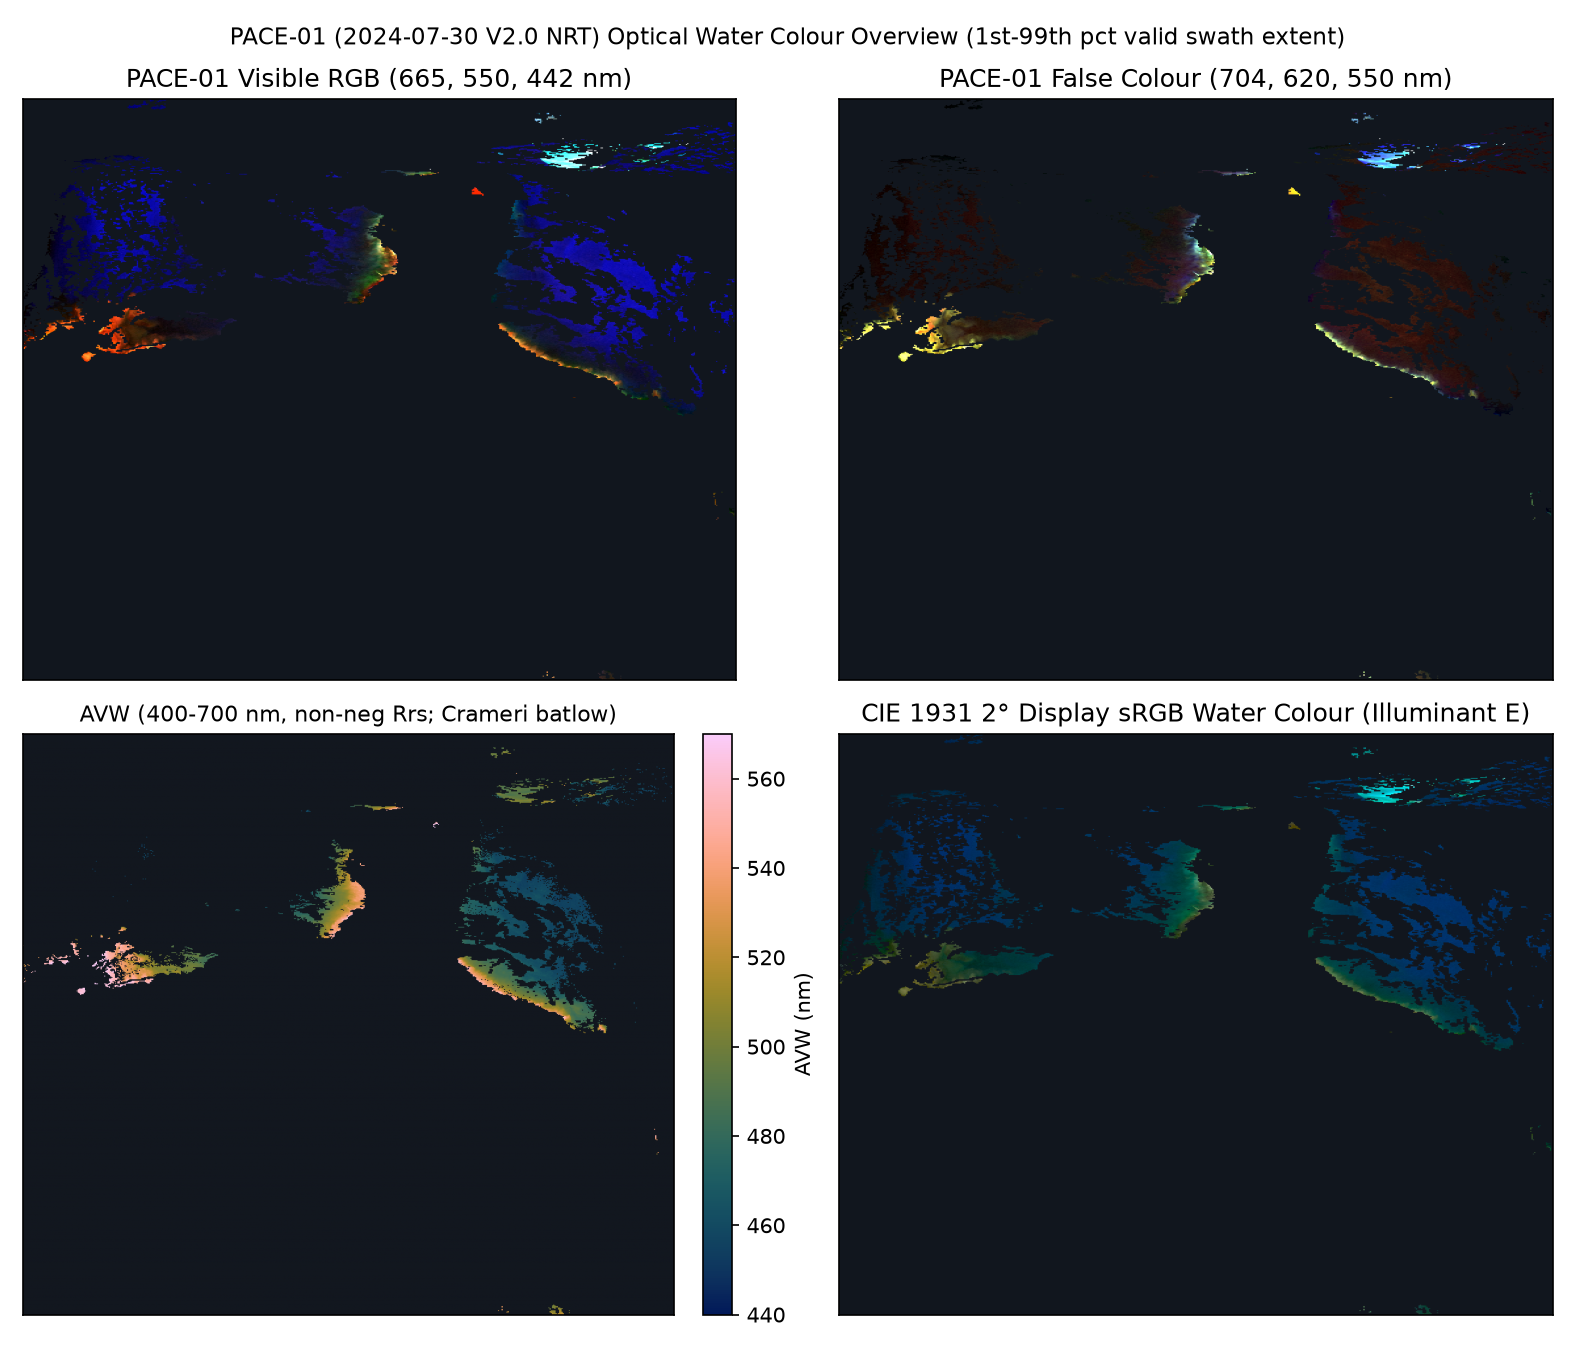 PACE-01 (2024-07-30 V2.0 NRT) Optical Water Colour Overview (1st-99th pct valid swath extent)
PACE-01 Visible RGB (665, 550, 442 nm)
PACE-01 False Colour (704, 620, 550 nm)
AVW (400-700 nm, non-neg Rrs; Crameri batlow)
560
540
520
500
480
460
440
AVW (nm)
CIE 1931 2° Display sRGB Water Colour (Illuminant E)